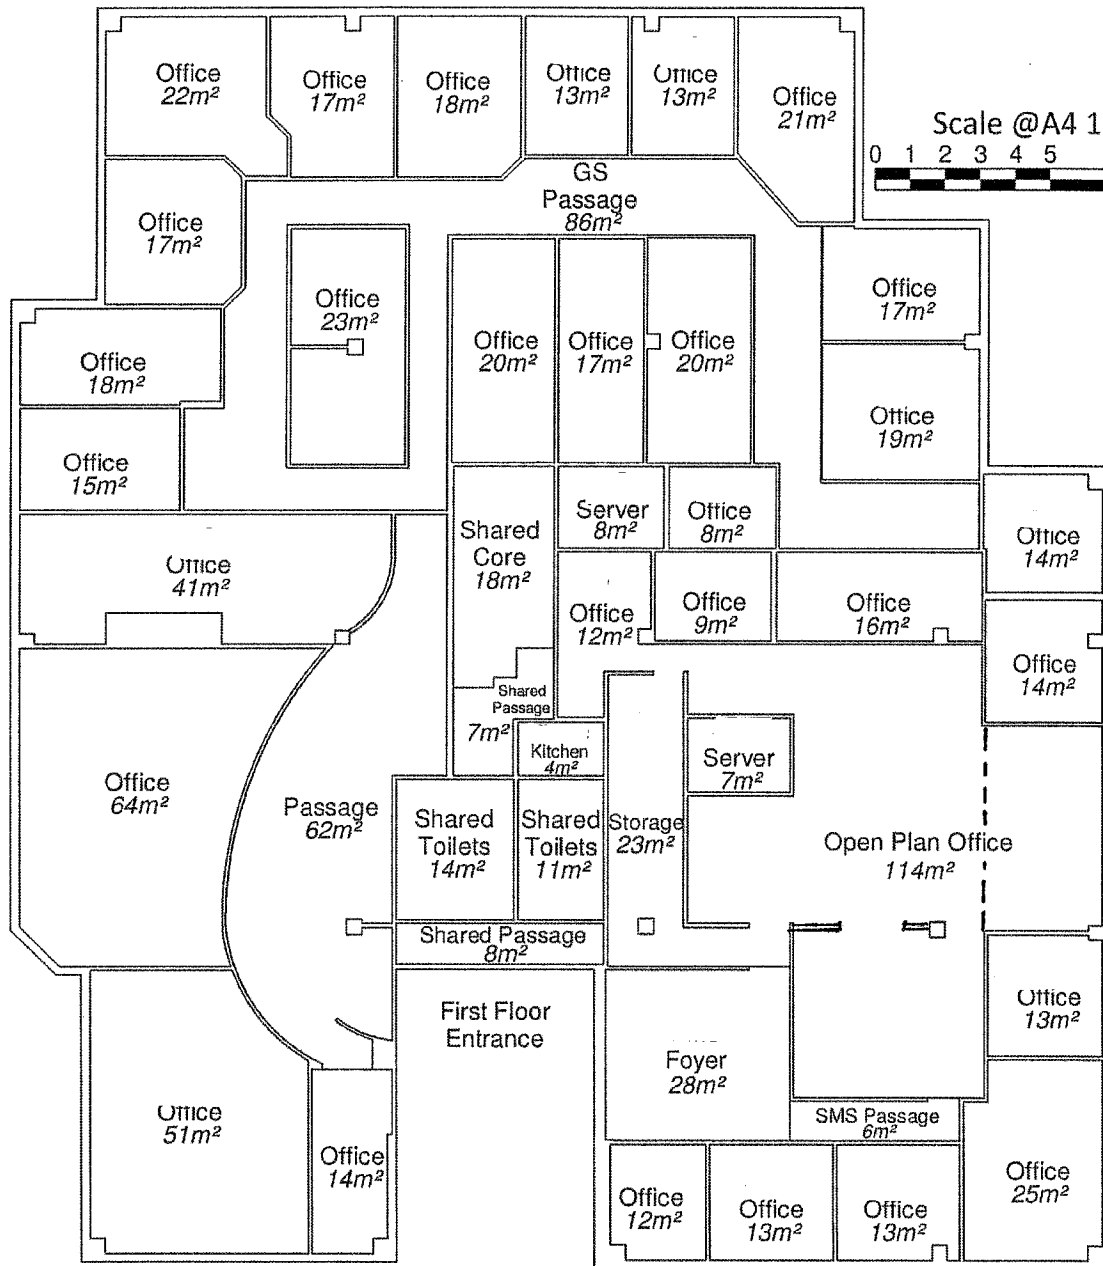 Office
22m²
Office
17m²
Office
18m²
Office
13m²
Office
13m²
Office
21m²
Scale @A4 1
0 1 2 3 4 5
GS
Passage
86m²
Office
17m²
Office
23m²
Office
17m²
Office
18m²
Office
20m²
Office
17m²
Office
20m²
Office
19m²
Office
15m²
Server
8m²
Office
8m²
Shared
Core
18m²
Office
14m²
Office
41m²
Office
12m²
Office
9m²
Office
16m²
Office
14m²
Shared
Passage
7m²
Kitchen
4m²
Server
7m²
Office
64m²
Passage
62m²
Shared
Toilets
14m²
Shared
Toilets
11m²
Storage
23m²
Open Plan Office
114m²
Shared Passage
8m²
First Floor
Entrance
Office
13m²
Foyer
28m²
Office
51m²
SMS Passage
6m²
Office
14m²
Office
12m²
Office
13m²
Office
13m²
Office
25m²